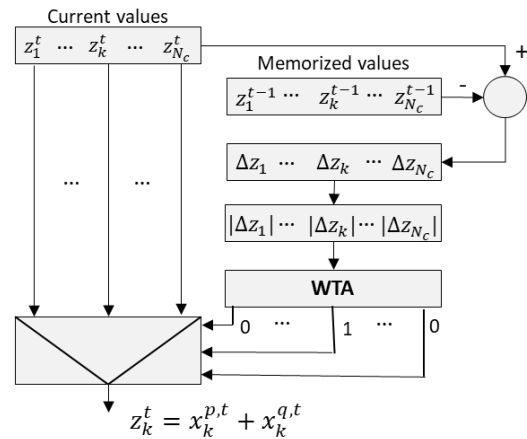 Current values
z_1^t ⋯ z_k^t ⋯ z_{N_c}^t
+
Memorized values
z_1^{t-1} ⋯ z_k^{t-1} ⋯ z_{N_c}^{t-1}
-
Δz_1 ⋯ Δz_k ⋯ Δz_{N_c}
... ...
|Δz_1| ⋯ |Δz_k| ⋯ |Δz_{N_c}|
WTA
0 ⋯ 1 ⋯ 0
z_k^t = x_k^{p,t} + x_k^{q,t}